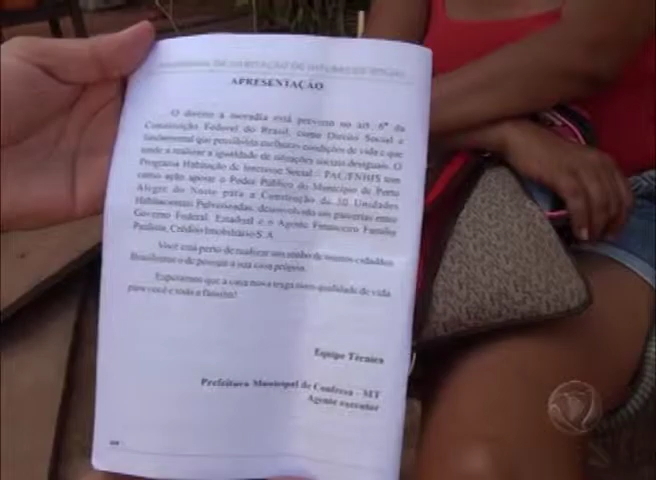 APRESENTAÇÃO
O direito a moradia está previsto no art. 6º da
Constituição Federal do Brasil, como Direito Social e
fundamental que possibilita melhores condições de vida e que
tende a realizar a igualdade de situações sociais desiguais. O
Programa Habitação de Interesse Social – PAC/FNHIS tem
como ação apoiar o Poder Público do Município de Porto
Alegre do Norte para a Construção de 50 Unidades
Habitacionais Pulverizadas, desenvolvido em parcerias entre
Governo Federal, Estadual e o Agente Financeiro Família
Paulista, Crédito Imobiliário S.A
Você está perto de realizar um sonho de muitos cidadãos
Brasileiros o de possuir a sua casa própria.
Esperamos que a casa nova traga mais qualidade de vida
para você e toda a família!
Equipe Técnica
Prefeitura Municipal de Confresa – MT
Agente executor